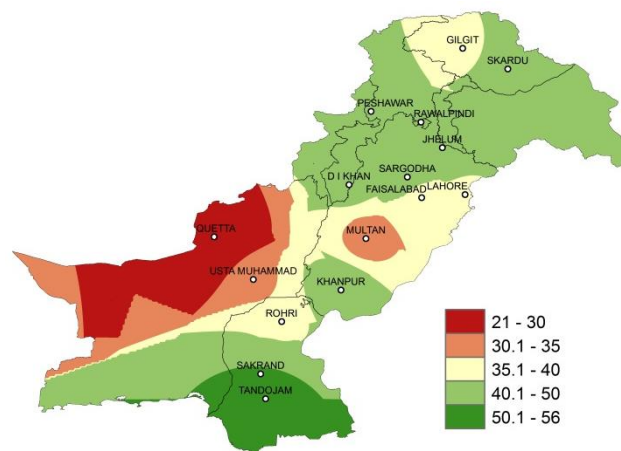 GILGIT
SKARDU
PESHAWAR
RAWALPINDI
JHELUM
SARGODHA
D I KHAN
FAISALABAD
LAHORE
QUETTA
MULTAN
USTA MUHAMMAD
KHANPUR
ROHRI
SAKRAND
TANDOJAM
21 - 30
30.1 - 35
35.1 - 40
40.1 - 50
50.1 - 56